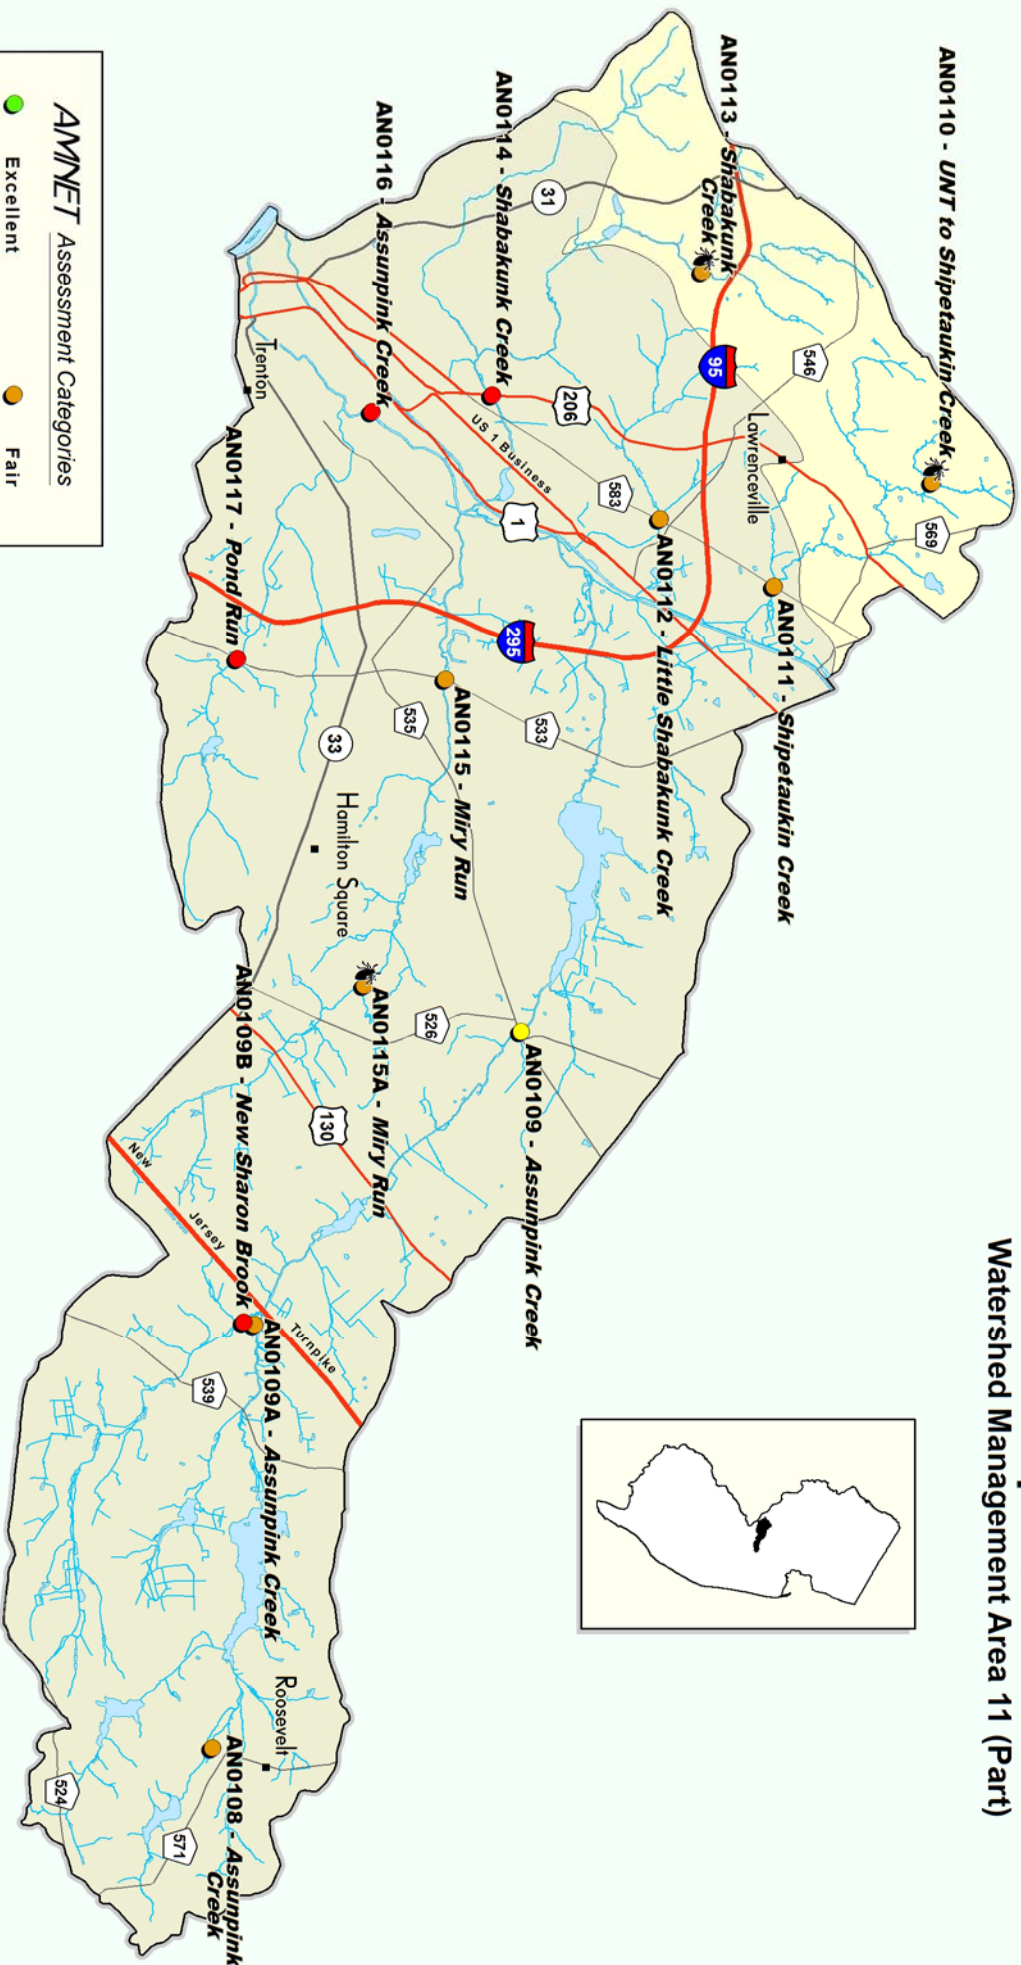 Watershed Management Area 11 (Part)
AN0110 - UNT to Shipetaukin Creek
569
546
AN0113 - Shabakunk
Creek
95
Lawrenceville
AN0111 - Shipetaukin Creek
AN0112 - Little Shabakunk Creek
583
206
US 1 Business
1
31
AN0114 - Shabakunk Creek
AN0116 - Assunpink Creek
Trenton
AN0117 - Pond Run
295
533
535
AN0115 - Miry Run
33
Hamilton Square
AN0109 - Assunpink Creek
526
AN0115A - Miry Run
130
AN0109B - New Sharon Brook
New Jersey Turnpike
AN0109A - Assunpink Creek
539
Roosevelt
AN0108 - Assunpink
Creek
571
524
AMNET Assessment Categories
Excellent
Fair